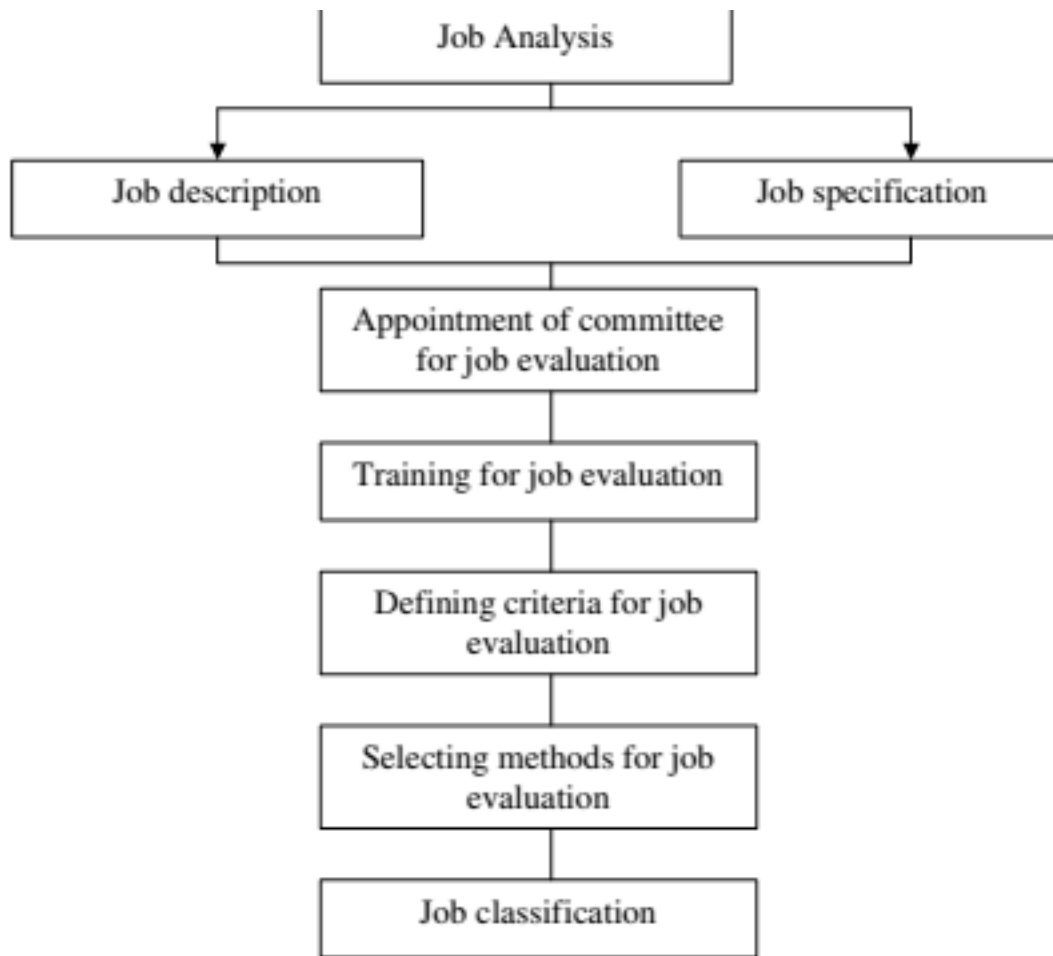 Job Analysis
Job description
Job specification
Appointment of committee
for job evaluation
Training for job evaluation
Defining criteria for job
evaluation
Selecting methods for job
evaluation
Job classification